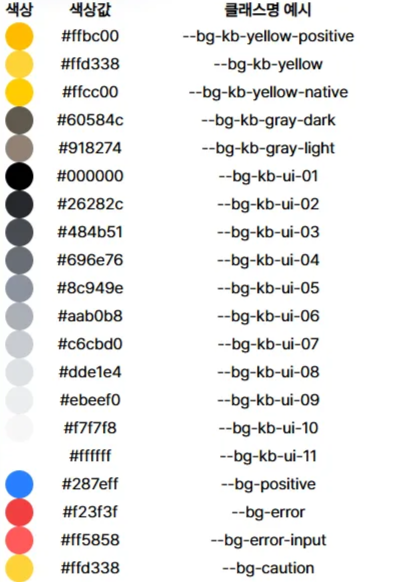 색상 색상값 클래스명 예시
#ffbc00 --bg-kb-yellow-positive
#ffd338 --bg-kb-yellow
#ffcc00 --bg-kb-yellow-native
#60584c --bg-kb-gray-dark
#918274 --bg-kb-gray-light
#000000 --bg-kb-ui-01
#26282c --bg-kb-ui-02
#484b51 --bg-kb-ui-03
#696e76 --bg-kb-ui-04
#8c949e --bg-kb-ui-05
#aab0b8 --bg-kb-ui-06
#c6cbd0 --bg-kb-ui-07
#dde1e4 --bg-kb-ui-08
#ebeef0 --bg-kb-ui-09
#f7f7f8 --bg-kb-ui-10
#ffffff --bg-kb-ui-11
#287eff --bg-positive
#f23f3f --bg-error
#ff5858 --bg-error-input
#ffd338 --bg-caution